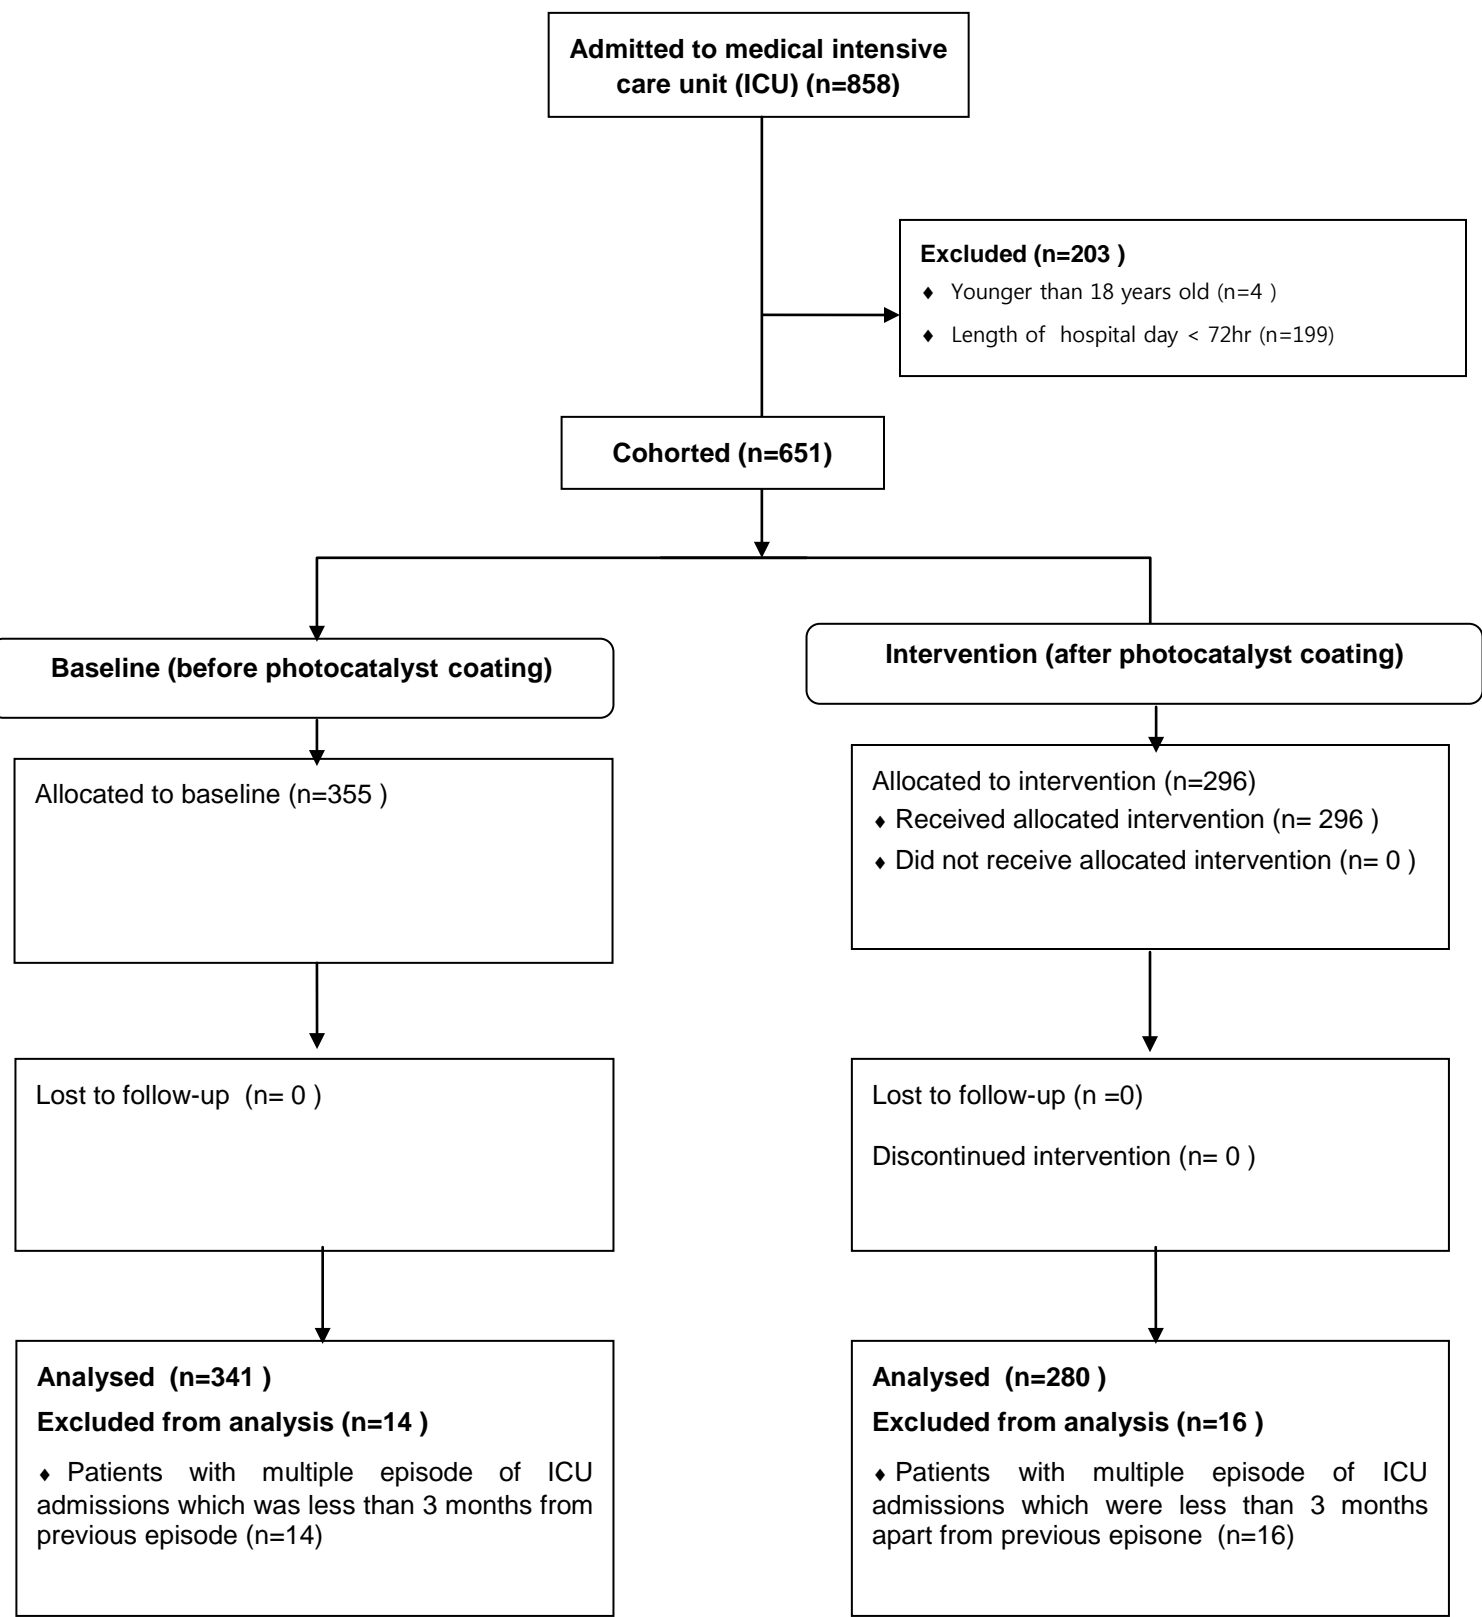 Admitted to medical intensive
care unit (ICU) (n=858)
Excluded (n=203 )
♦ Younger than 18 years old (n=4 )
♦ Length of hospital day < 72hr (n=199)
Cohorted (n=651)
Baseline (before photocatalyst coating)
Intervention (after photocatalyst coating)
Allocated to baseline (n=355 )
Allocated to intervention (n=296)
♦ Received allocated intervention (n= 296 )
♦ Did not receive allocated intervention (n= 0 )
Lost to follow-up (n= 0 )
Lost to follow-up (n =0)
Discontinued intervention (n= 0 )
Analysed (n=341 )
Excluded from analysis (n=14 )
♦ Patients with multiple episode of ICU
admissions which was less than 3 months from
previous episode (n=14)
Analysed (n=280 )
Excluded from analysis (n=16 )
♦ Patients with multiple episode of ICU
admissions which were less than 3 months
apart from previous episone (n=16)